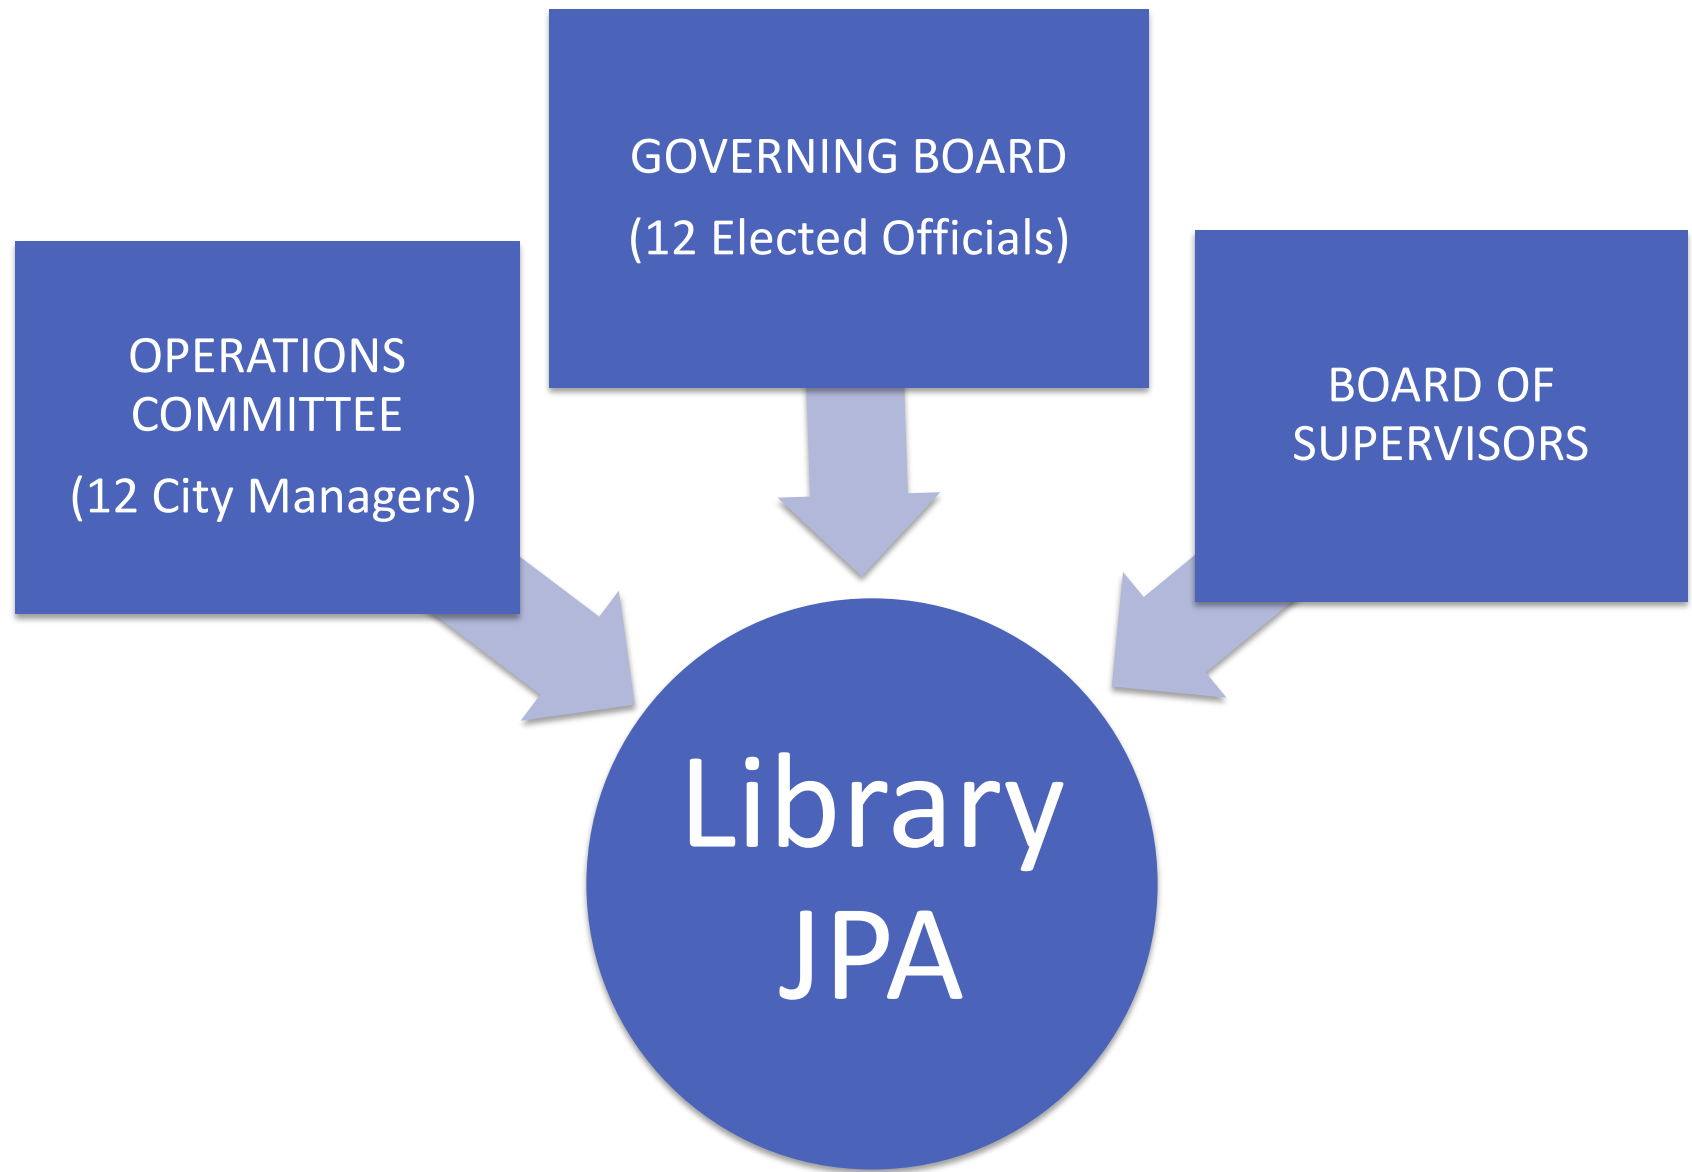 GOVERNING BOARD
(12 Elected Officials)
OPERATIONS
COMMITTEE
(12 City Managers)
BOARD OF
SUPERVISORS
Library
JPA